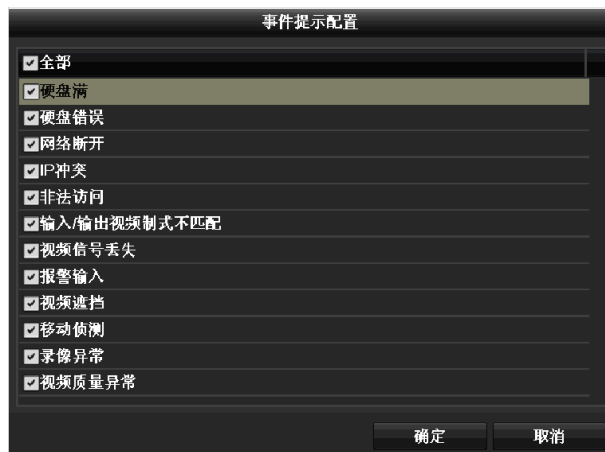 事件提示配置
全部
硬盘满
硬盘错误
网络断开
IP冲突
非法访问
输入/输出视频制式不匹配
视频信号丢失
报警输入
视频遮挡
移动侦测
录像异常
视频质量异常
确定
取消